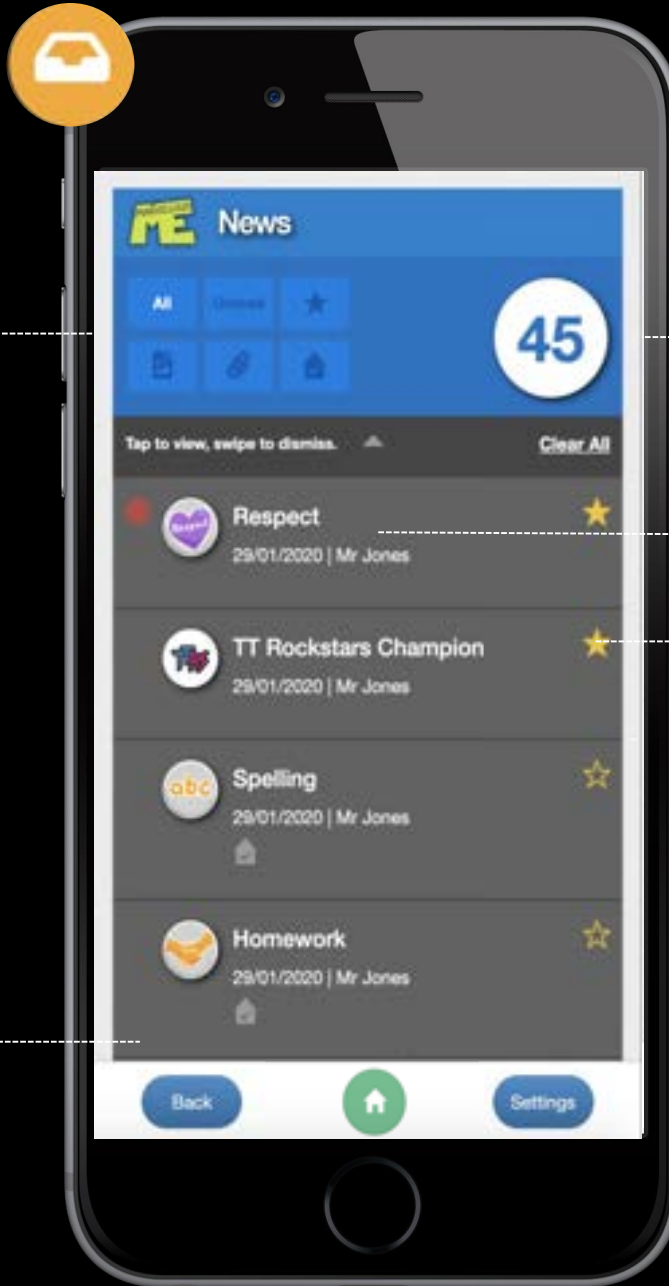 ME
News
All
45
Tap to view, swipe to dismiss.
Clear All
Respect
Respect
29/01/2020 | Mr Jones
TT Rockstars Champion
29/01/2020 | Mr Jones
abc
Spelling
29/01/2020 | Mr Jones
Homework
29/01/2020 | Mr Jones
Back
Settings